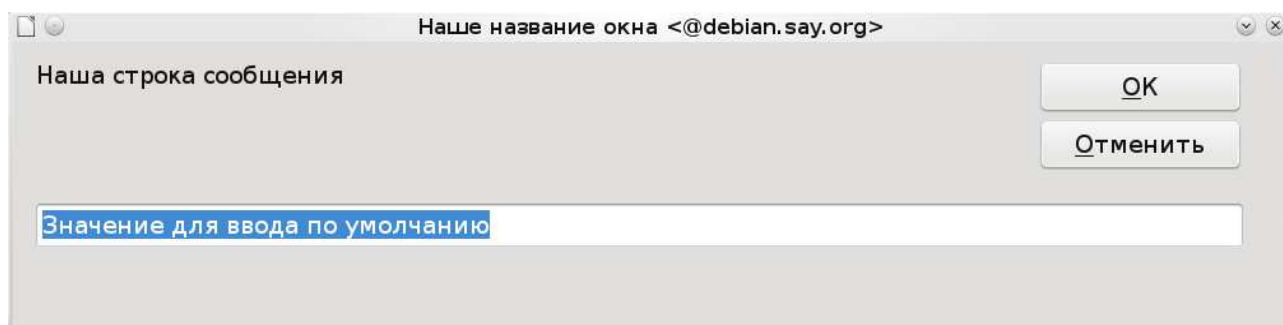 Наше название окна <@debian.say.org>
Наша строка сообщения
OK
Отменить
Значение для ввода по умолчанию